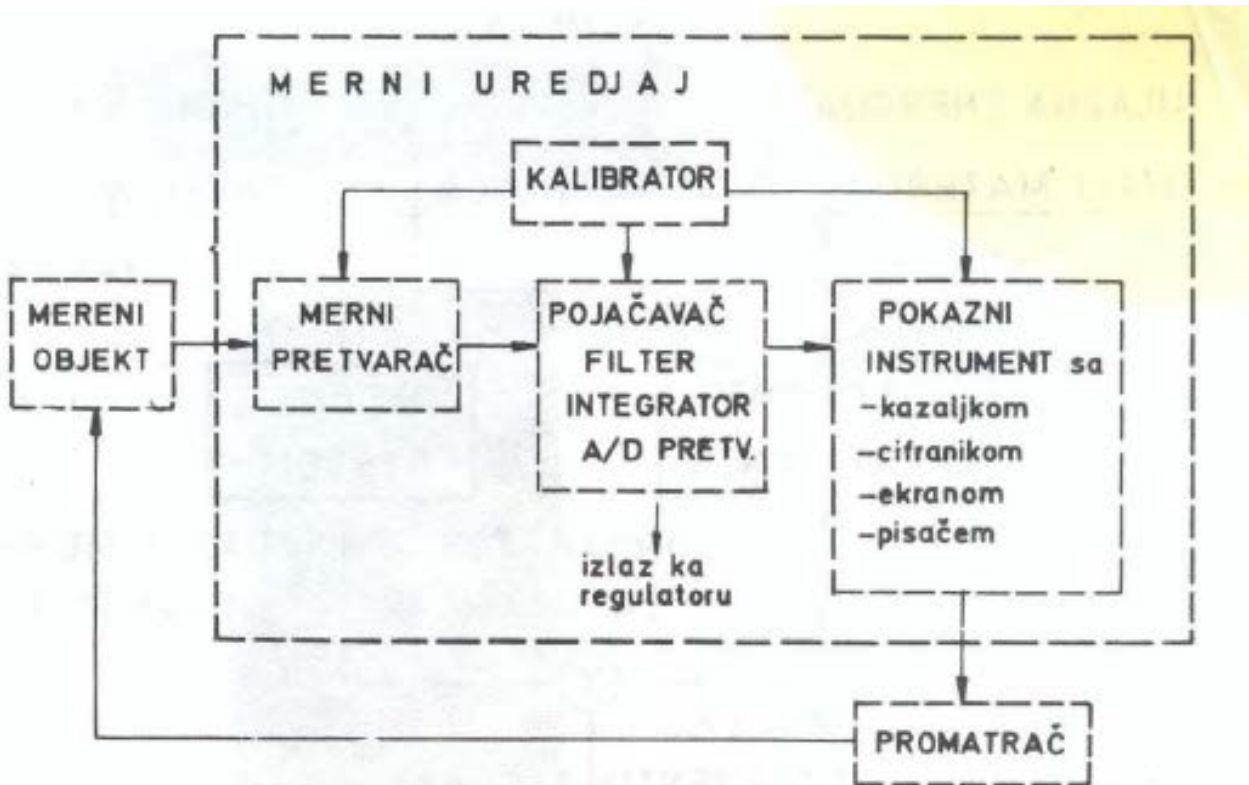 MERNI UREDJAJ
KALIBRATOR
MERENI
OBJEKT
MERNI
PRETVARAČ
POJAČAVAČ
FILTER
INTEGRATOR
A/D PRETV.
izlaz ka
regulatoru
POKAZNI
INSTRUMENT sa
-kazaljkom
-cifranikom
-ekranom
-pisačem
PROMATRAČ